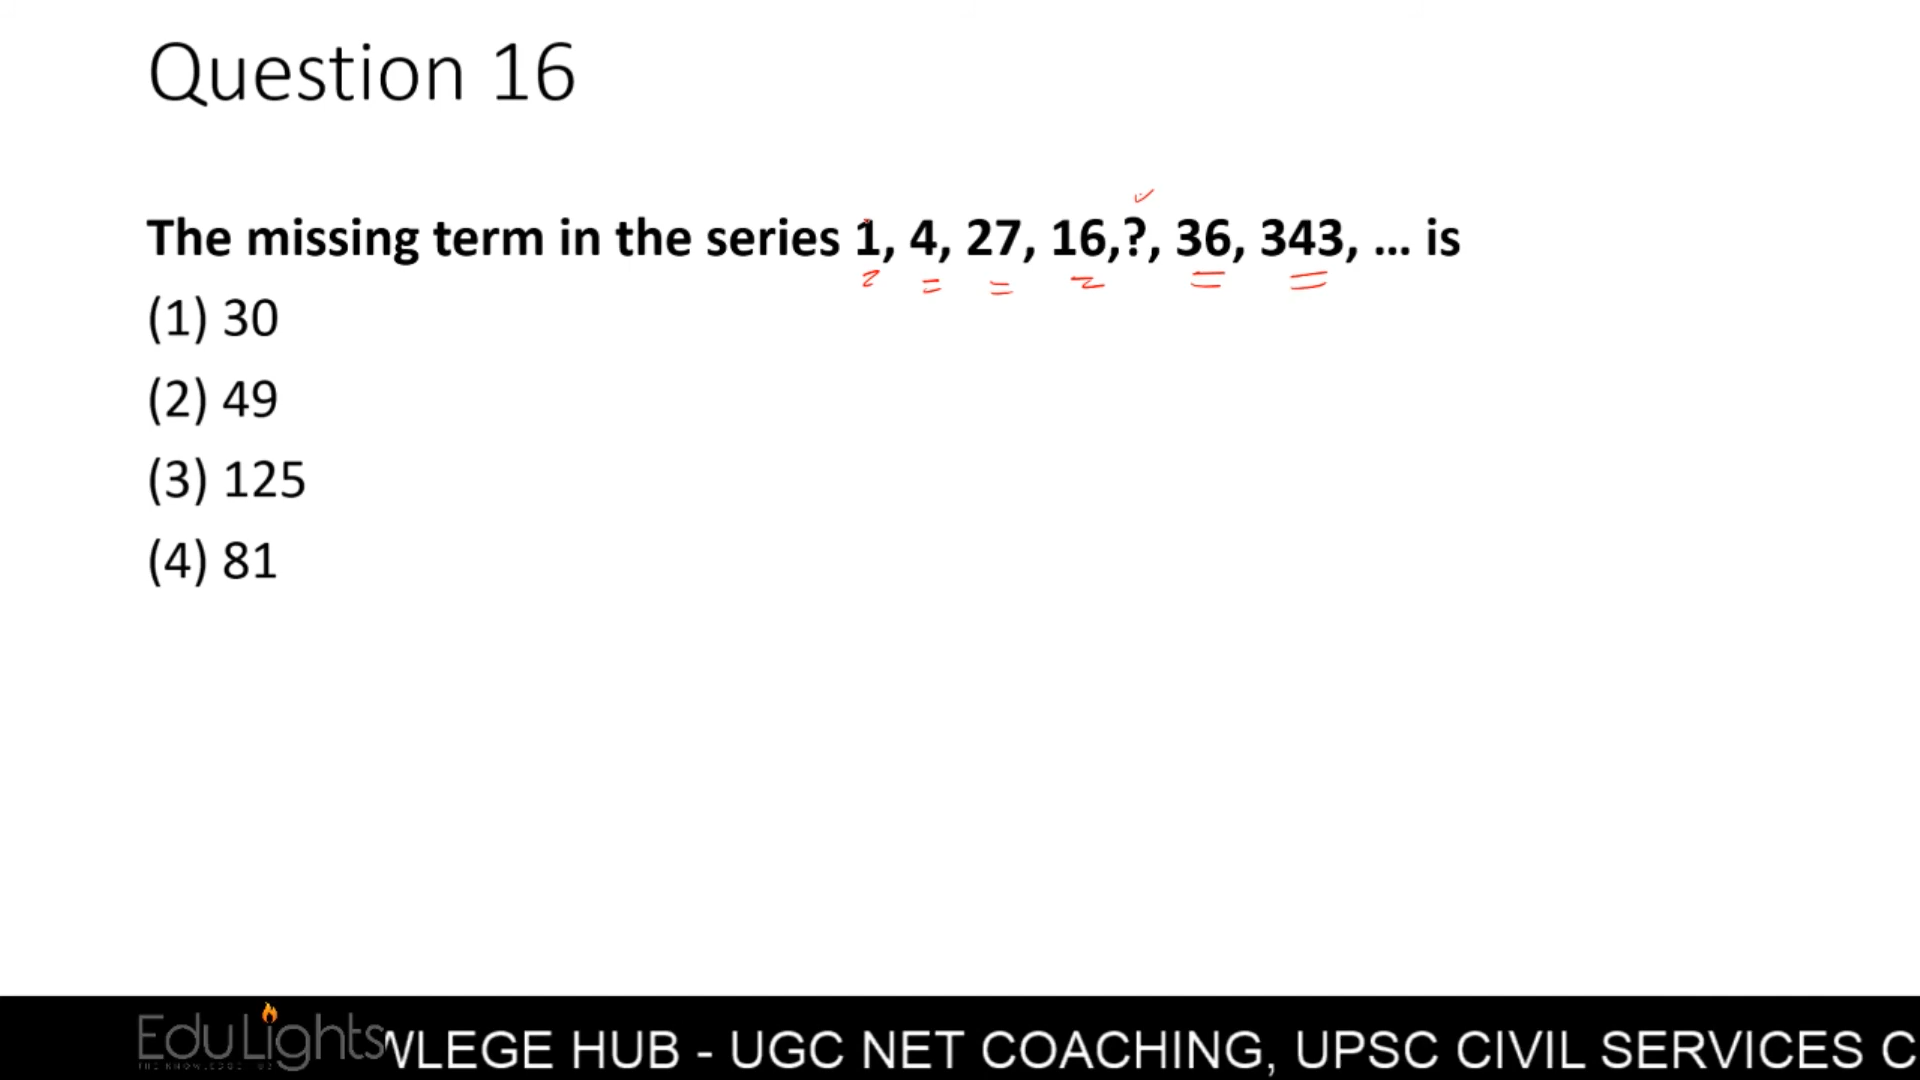 Question 16
The missing term in the series 1, 4, 27, 16,?, 36, 343, ... is
(1) 30
(2) 49
(3) 125
(4) 81
EduLights
WLEGE HUB - UGC NET COACHING, UPSC CIVIL SERVICES C